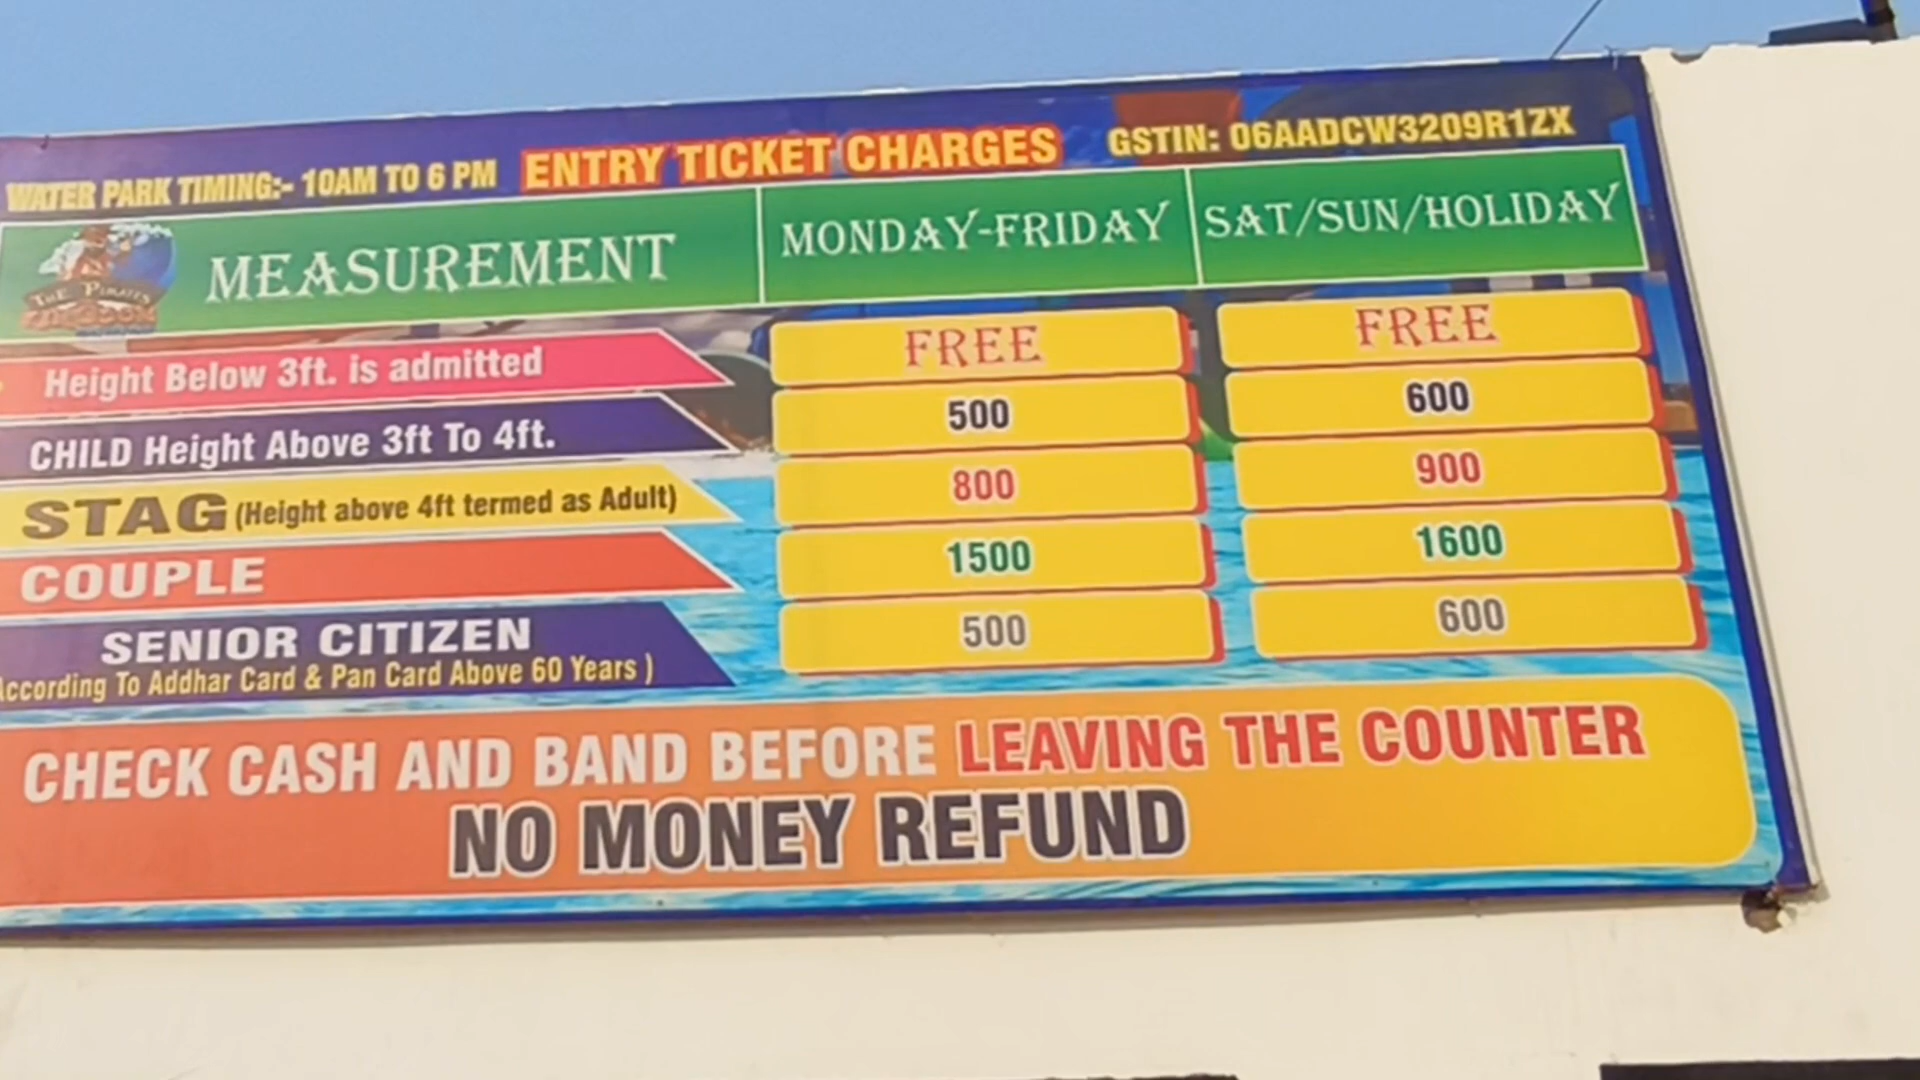 WATER PARK TIMING:- 10AM TO 6 PM ENTRY TICKET CHARGES GSTIN: 06AADCW3209R1ZX
THE PIRATES KINGDOM
MEASUREMENT MONDAY-FRIDAY SAT/SUN/HOLIDAY
Height Below 3ft. is admitted FREE FREE
CHILD Height Above 3ft To 4ft. 500 600
STAG (Height above 4ft termed as Adult) 800 900
COUPLE 1500 1600
SENIOR CITIZEN 500 600
According To Addhar Card & Pan Card Above 60 Years )
CHECK CASH AND BAND BEFORE LEAVING THE COUNTER
NO MONEY REFUND